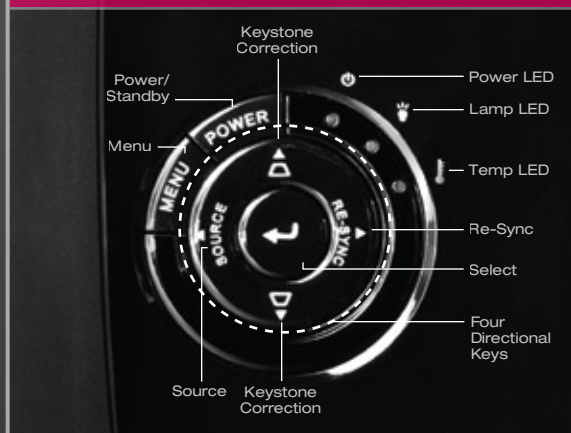 Keystone
Correction
Power/
Standby
Power LED
Lamp LED
Menu
POWER
MENU
Temp LED
SOURCE
RE-SYNC
Re-Sync
Select
Four
Directional
Keys
Source
Keystone
Correction